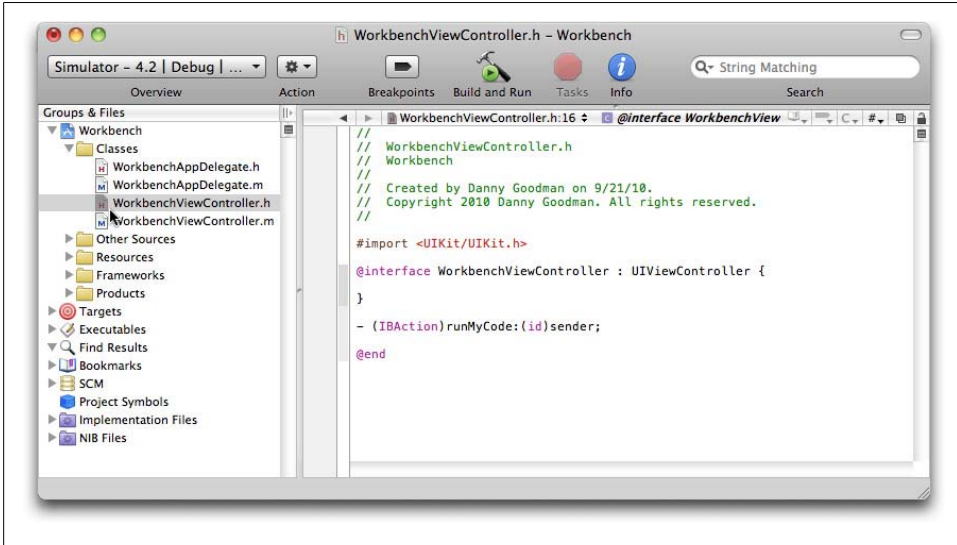 WorkbenchViewController.h – Workbench
Simulator – 4.2 | Debug | ...
String Matching
Overview
Action
Breakpoints
Build and Run
Tasks
Info
Search
Groups & Files
Workbench
Classes
WorkbenchAppDelegate.h
WorkbenchAppDelegate.m
WorkbenchViewController.h
WorkbenchViewController.m
Other Sources
Resources
Frameworks
Products
Targets
Executables
Find Results
Bookmarks
SCM
Project Symbols
Implementation Files
NIB Files
WorkbenchViewController.h:16 @interface WorkbenchView C #
//
// WorkbenchViewController.h
// Workbench
//
// Created by Danny Goodman on 9/21/10.
// Copyright 2010 Danny Goodman. All rights reserved.
//
#import <UIKit/UIKit.h>
@interface WorkbenchViewController : UIViewController {
}
- (IBAction)runMyCode:(id)sender;
@end